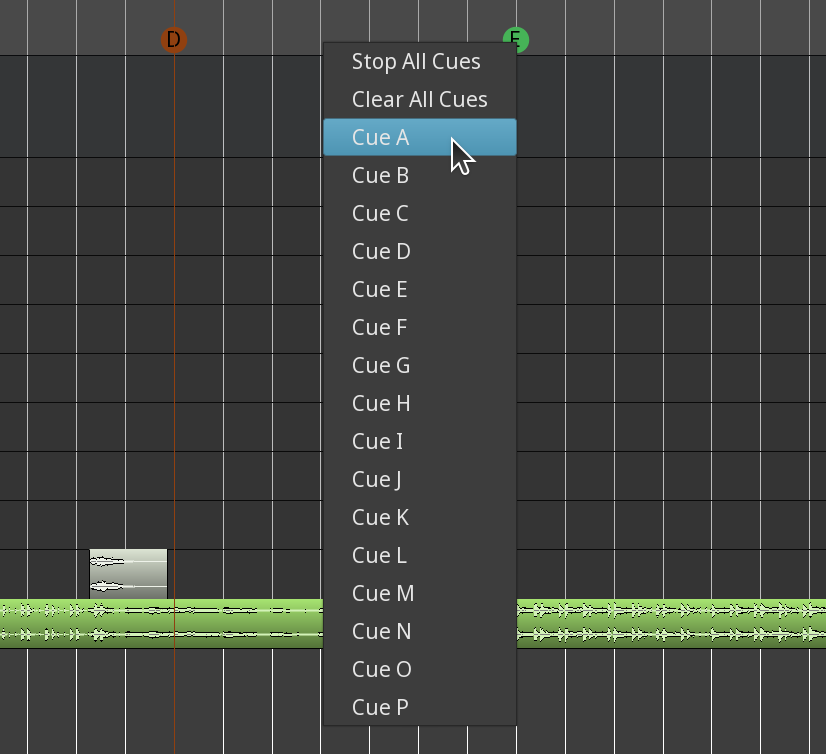 D
E
Stop All Cues
Clear All Cues
Cue A
Cue B
Cue C
Cue D
Cue E
Cue F
Cue G
Cue H
Cue I
Cue J
Cue K
Cue L
Cue M
Cue N
Cue O
Cue P